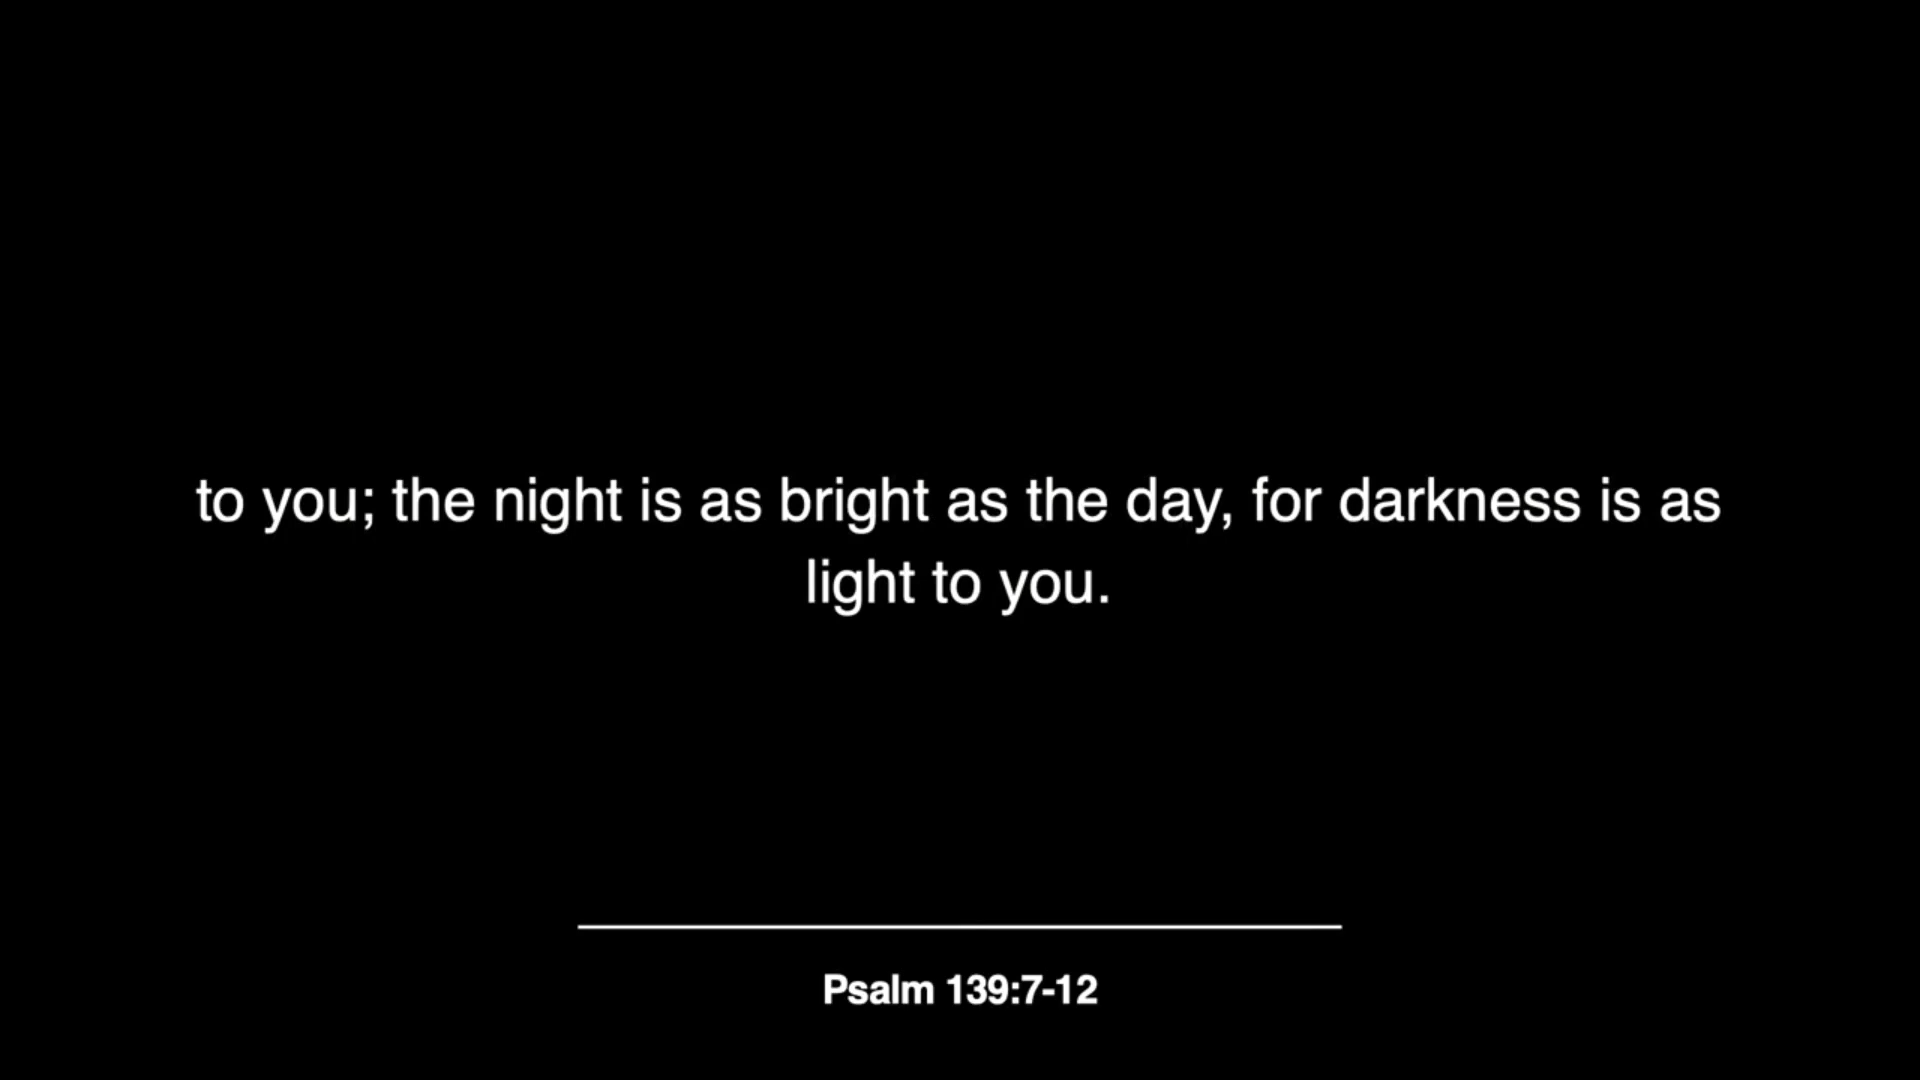 to you; the night is as bright as the day, for darkness is as
light to you.
Psalm 139:7-12